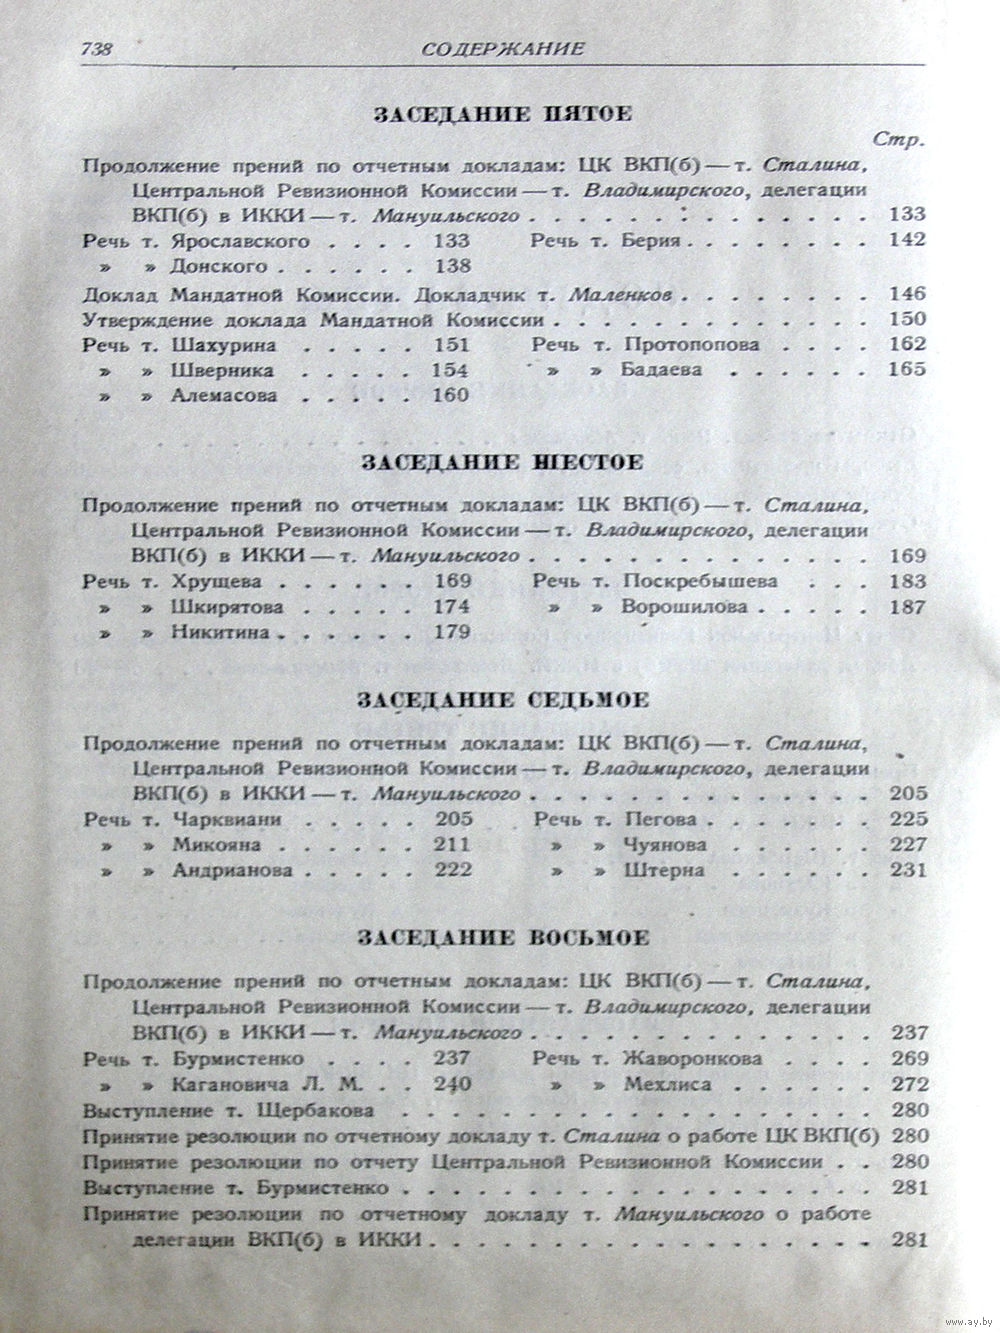 738 СОДЕРЖАНИЕ
ЗАСЕДАНИЕ ПЯТОЕ
Стр.
Продолжение прений по отчетным докладам: ЦК ВКП(б) — т. Сталина,
Центральной Ревизионной Комиссии — т. Владимирского, делегации
ВКП(б) в ИККИ — т. Мануильского . . . . . . . . . . . . . . 133
Речь т. Ярославского . . . . 133 Речь т. Берия . . . . . . . . 142
» » Донского . . . . . . 138
Доклад Мандатной Комиссии. Докладчик т. Маленков . . . . . . . . 146
Утверждение доклада Мандатной Комиссии . . . . . . . . . . . . . 150
Речь т. Шахурина . . . . . 151 Речь т. Протопопова . . . . 162
» » Шверника . . . . . 154 » » Бадаева . . . . . . 165
» » Алемасова . . . . . 160
ЗАСЕДАНИЕ ШЕСТОЕ
Продолжение прений по отчетным докладам: ЦК ВКП(б) — т. Сталина,
Центральной Ревизионной Комиссии — т. Владимирского, делегации
ВКП(б) в ИККИ — т. Мануильского . . . . . . . . . . . . . . 169
Речь т. Хрущева . . . . . . 169 Речь т. Поскребышева . . . 183
» » Шкирятова . . . . . 174 » » Ворошилова . . . . . 187
» » Никитина . . . . . . 179
ЗАСЕДАНИЕ СЕДЬМОЕ
Продолжение прений по отчетным докладам: ЦК ВКП(б) — т. Сталина,
Центральной Ревизионной Комиссии — т. Владимирского, делегации
ВКП(б) в ИККИ — т. Мануильского . . . . . . . . . . . . . . 205
Речь т. Чарквиани . . . . . 205 Речь т. Пегова . . . . . . . 225
» » Микояна . . . . . . 211 » » Чуянова . . . . . . 227
» » Андрианова . . . . . 222 » » Штерна . . . . . . 231
ЗАСЕДАНИЕ ВОСЬМОЕ
Продолжение прений по отчетным докладам: ЦК ВКП(б) — т. Сталина,
Центральной Ревизионной Комиссии — т. Владимирского, делегации
ВКП(б) в ИККИ — т. Мануильского . . . . . . . . . . . . . . 237
Речь т. Бурмистенко . . . . 237 Речь т. Жаворонкова . . . . 269
» » Кагановича Л. М. . . 240 » » Мехлиса . . . . . . 272
Выступление т. Щербакова . . . . . . . . . . . . . . . . . . . 280
Принятие резолюции по отчетному докладу т. Сталина о работе ЦК ВКП(б) 280
Принятие резолюции по отчету Центральной Ревизионной Комиссии . . 280
Выступление т. Бурмистенко . . . . . . . . . . . . . . . . . . 281
Принятие резолюции по отчетному докладу т. Мануильского о работе
делегации ВКП(б) в ИККИ . . . . . . . . . . . . . . . . . 281
www.ay.by